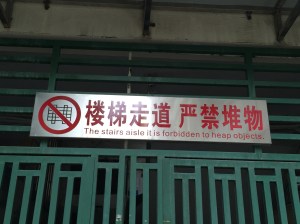 楼梯走道 严禁堆物
The stairs aisle it is forbidden to heap objects.